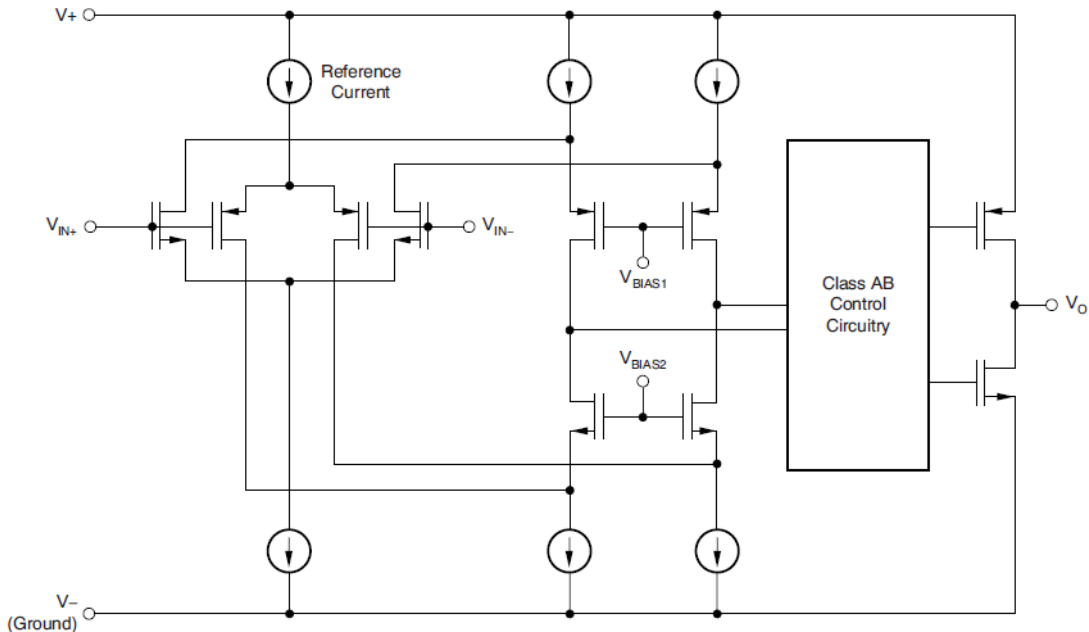 V+
Reference
Current
VIN+
VIN–
VBIAS1
Class AB
Control
Circuitry
VO
VBIAS2
V–
(Ground)